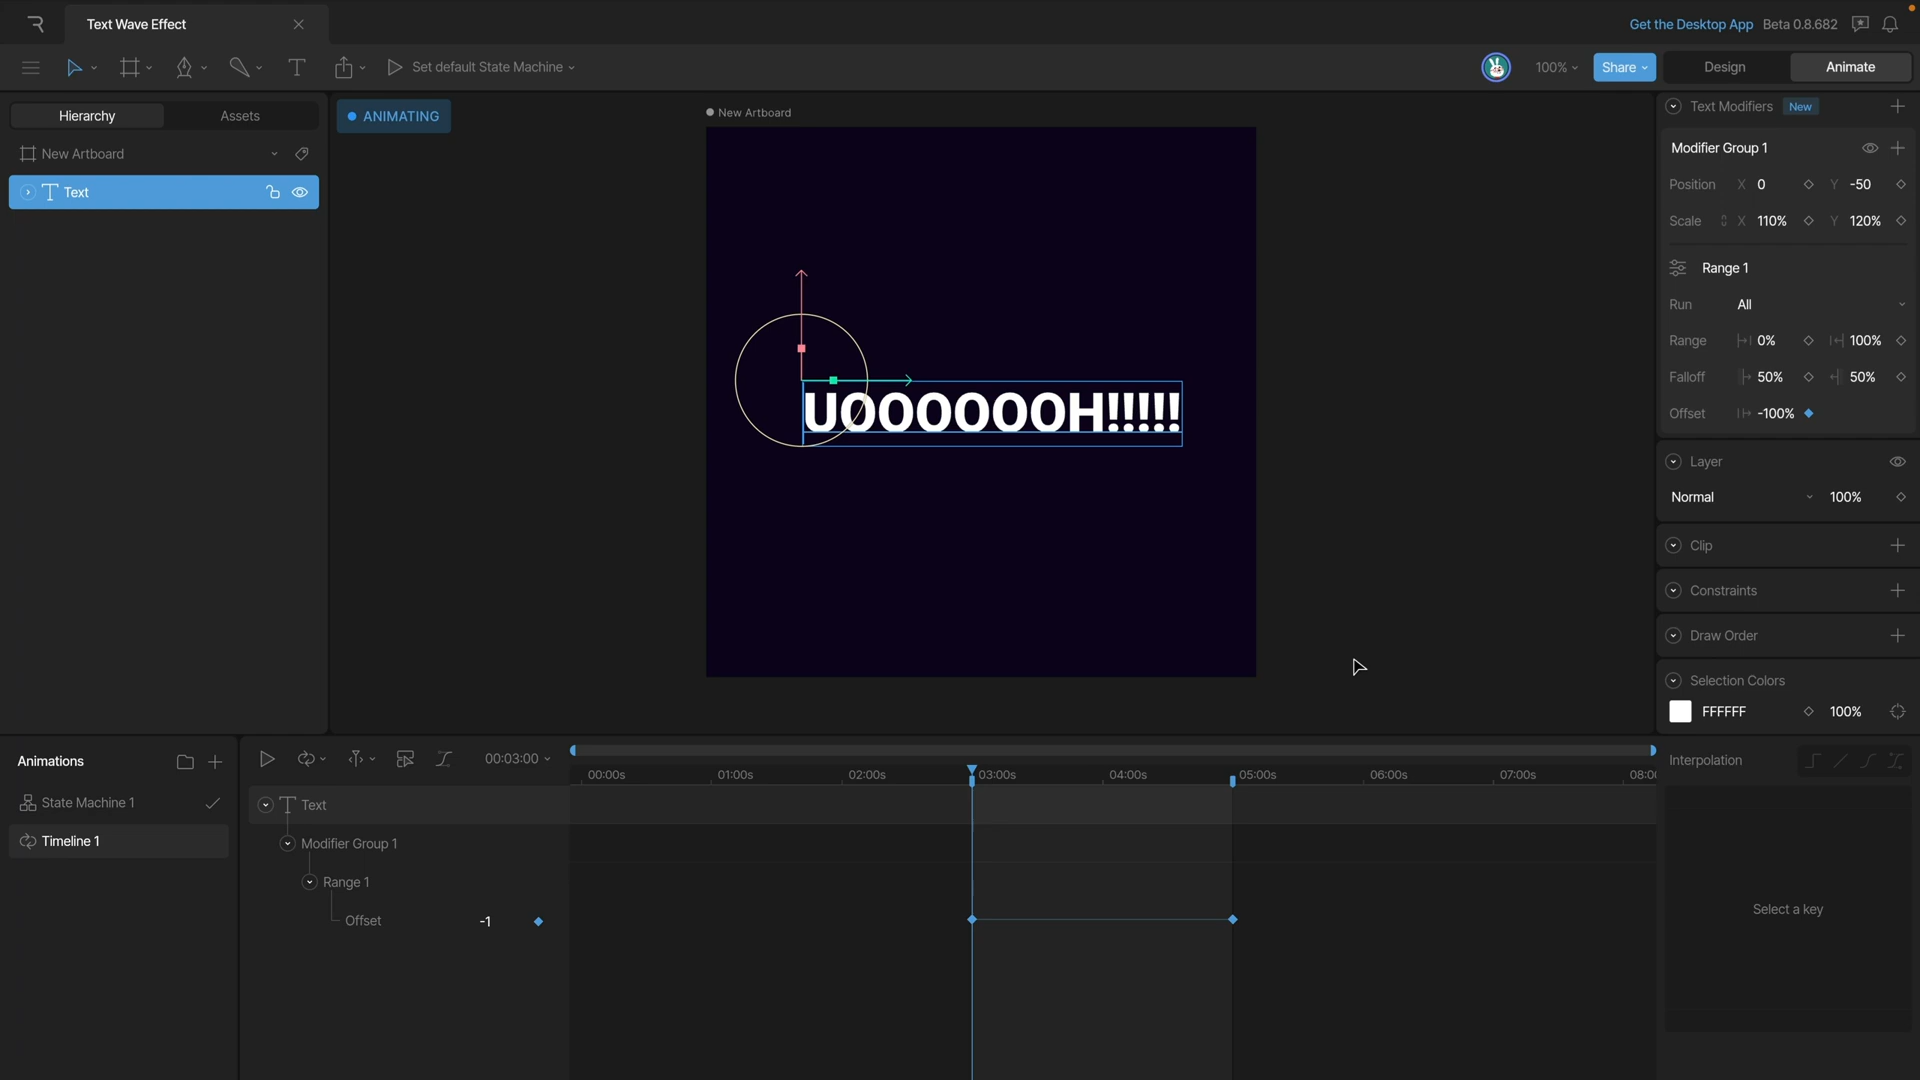 Text Wave Effect
Get the Desktop App Beta 0.8.682
Set default State Machine
100% Share Design Animate
Hierarchy Assets
New Artboard
Text
ANIMATING
New Artboard
UOOOOOOH!!!!!
Text Modifiers New
Modifier Group 1
Position X 0 Y -50
Scale X 110% Y 120%
Range 1
Run All
Range 0% 100%
Falloff 50% 50%
Offset -100%
Layer
Normal 100%
Clip
Constraints
Draw Order
Selection Colors
FFFFFF 100%
Animations
State Machine 1
Timeline 1
00:03:00
00:00s 01:00s 02:00s 03:00s 04:00s 05:00s 06:00s 07:00s 08:00
Text
Modifier Group 1
Range 1
Offset -1
Interpolation
Select a key